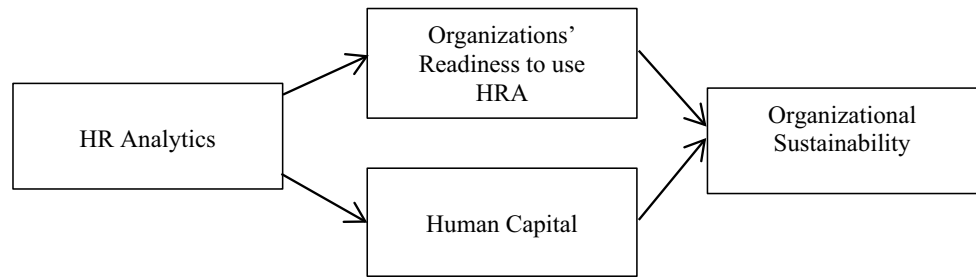 Organizations’
Readiness to use
HRA
HR Analytics
Organizational
Sustainability
Human Capital